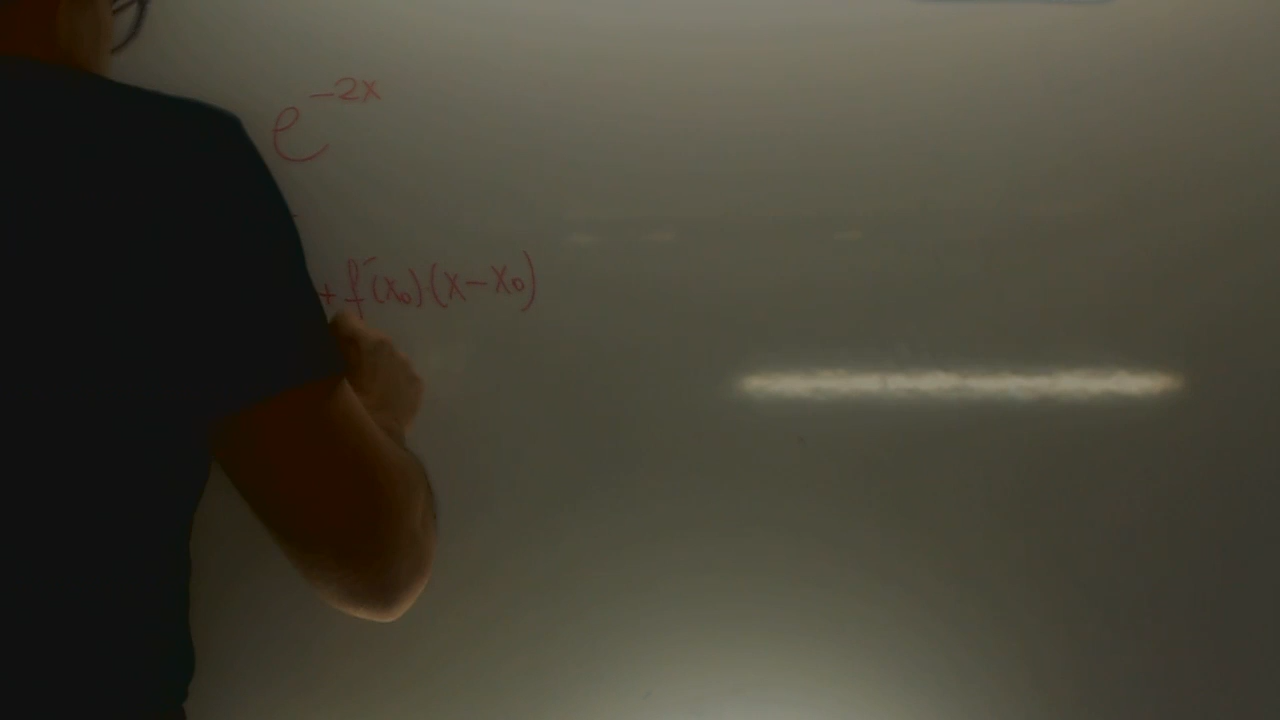 e^{-2x}
+ f'(x₀)·(x-x₀)